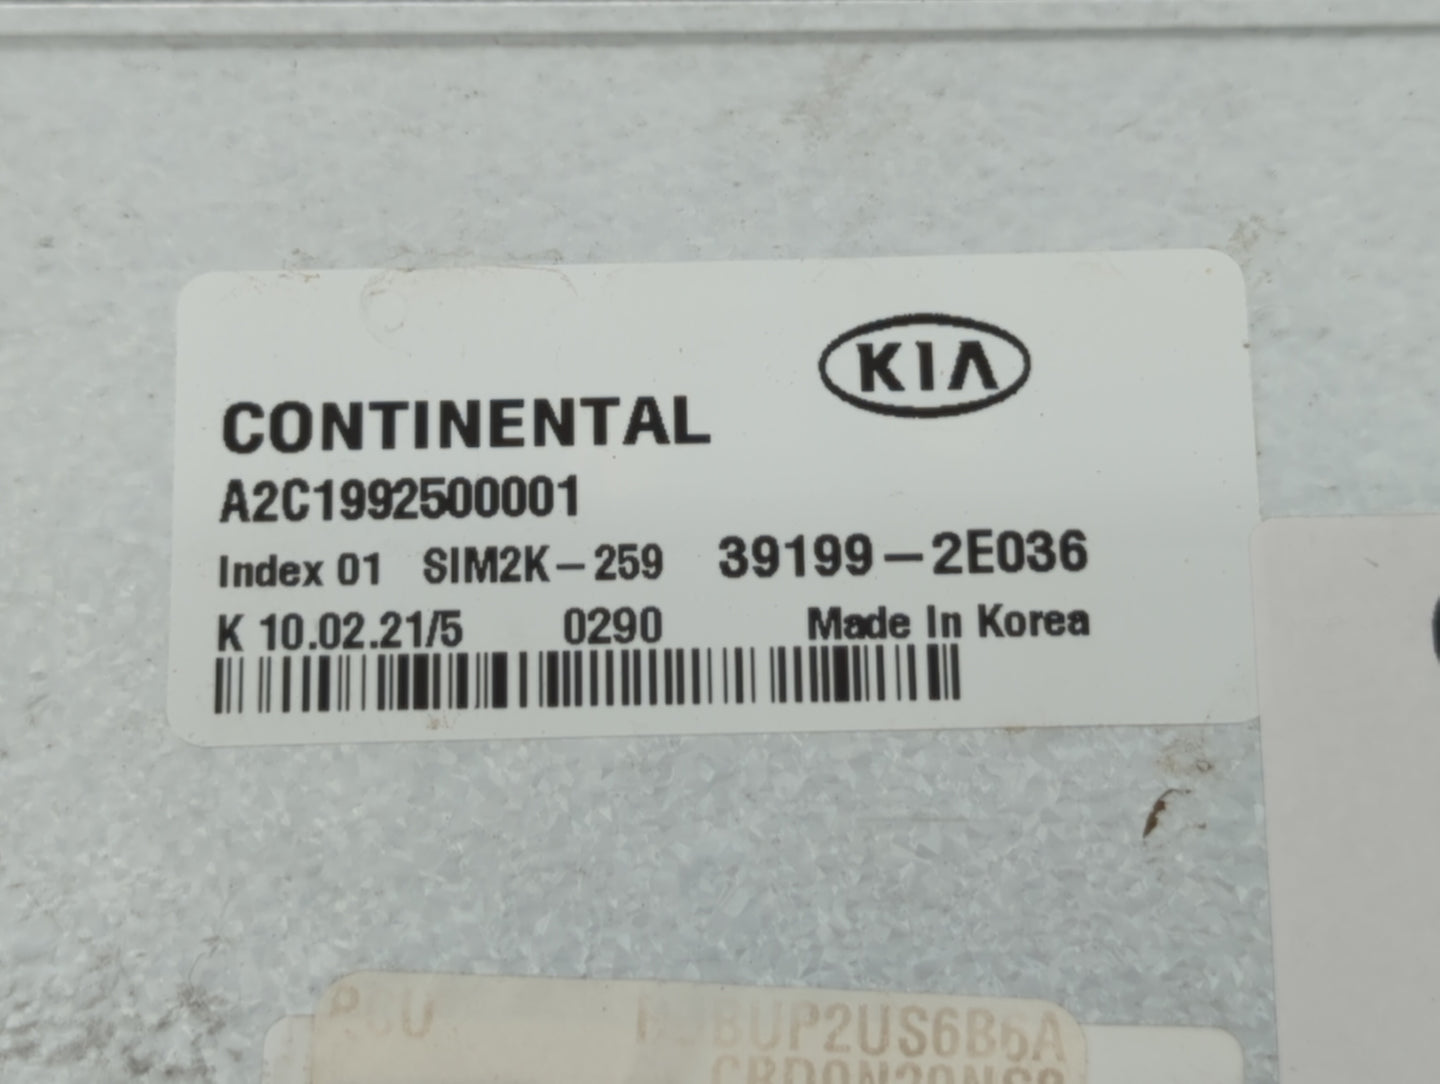 KIA
CONTINENTAL
A2C1992500001
Index 01 SIM2K-259 39199-2E036
K 10.02.21/5 0290 Made In Korea